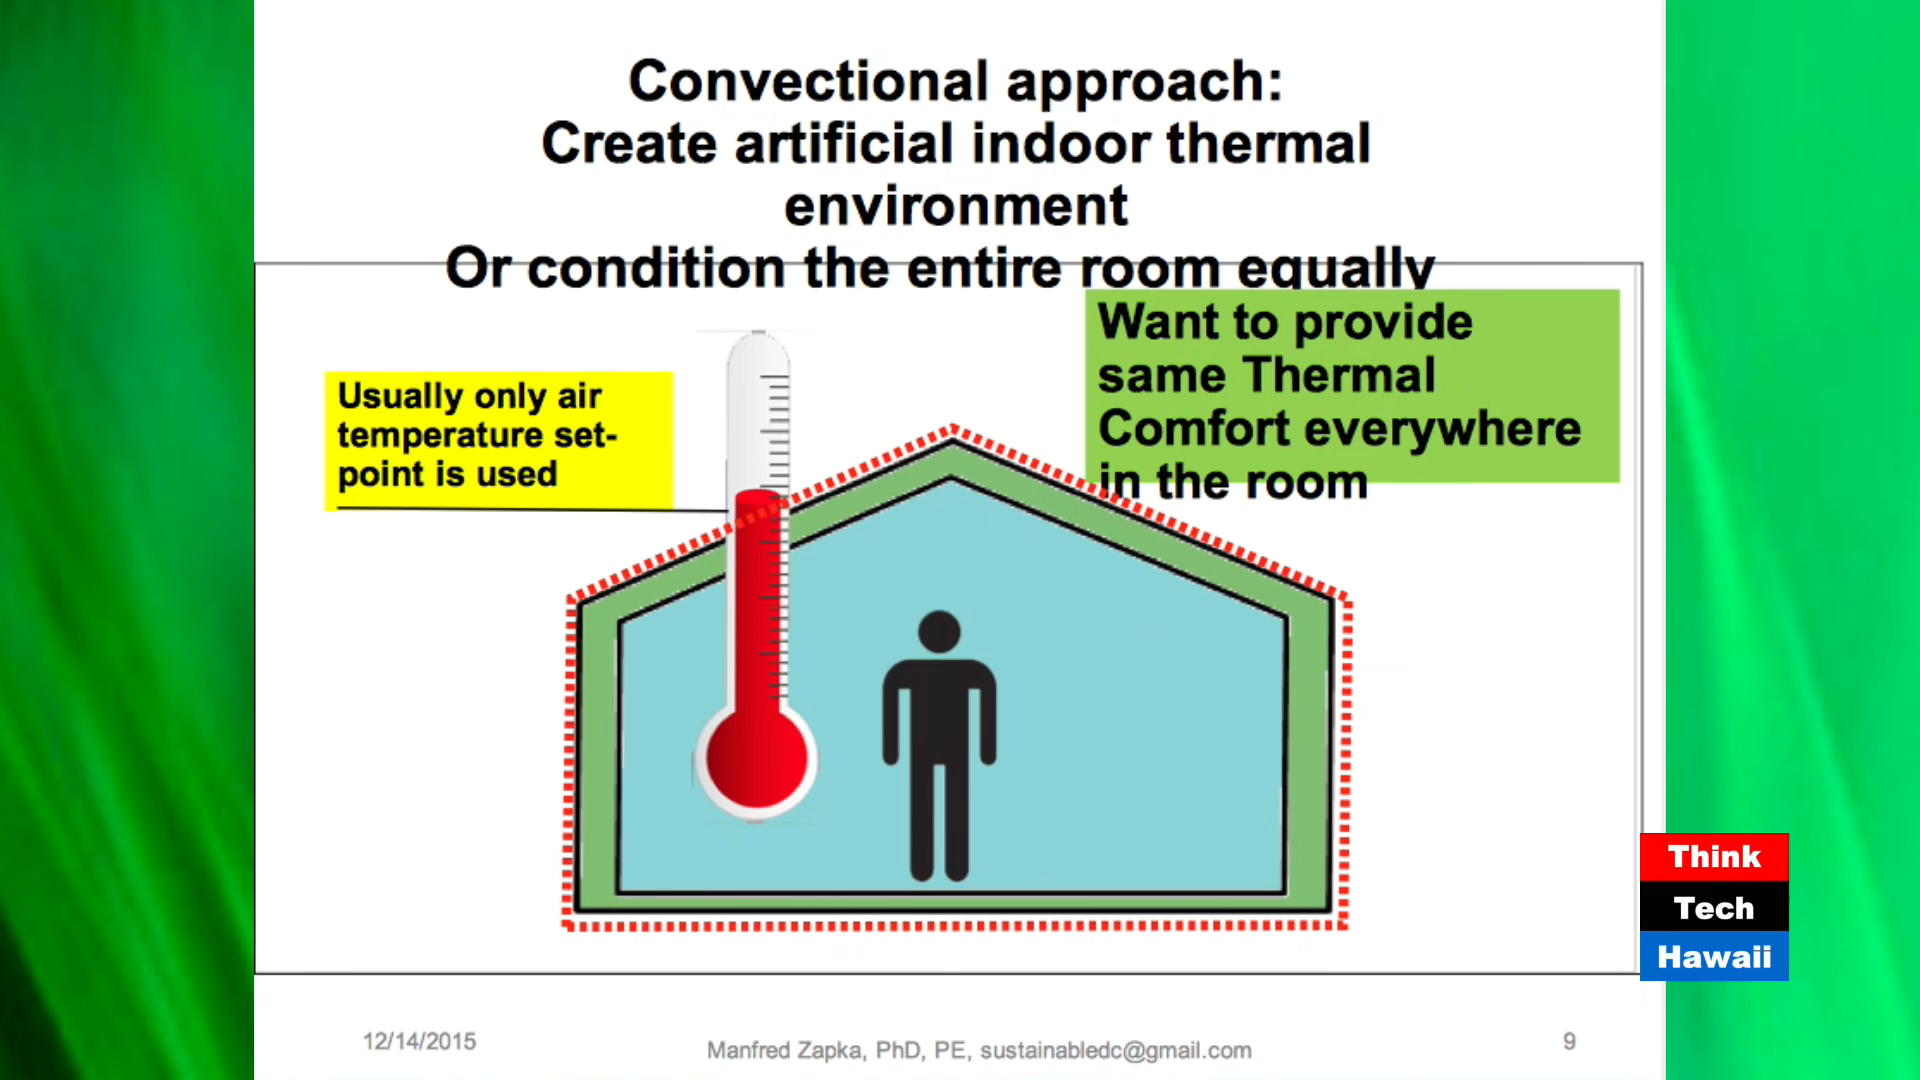 Convectional approach:
Create artificial indoor thermal
environment
Or condition the entire room equally
Want to provide
same Thermal
Comfort everywhere
in the room
Usually only air
temperature set-
point is used
Think
Tech
Hawaii
12/14/2015
Manfred Zapka, PhD, PE, sustainabledc@gmail.com
9